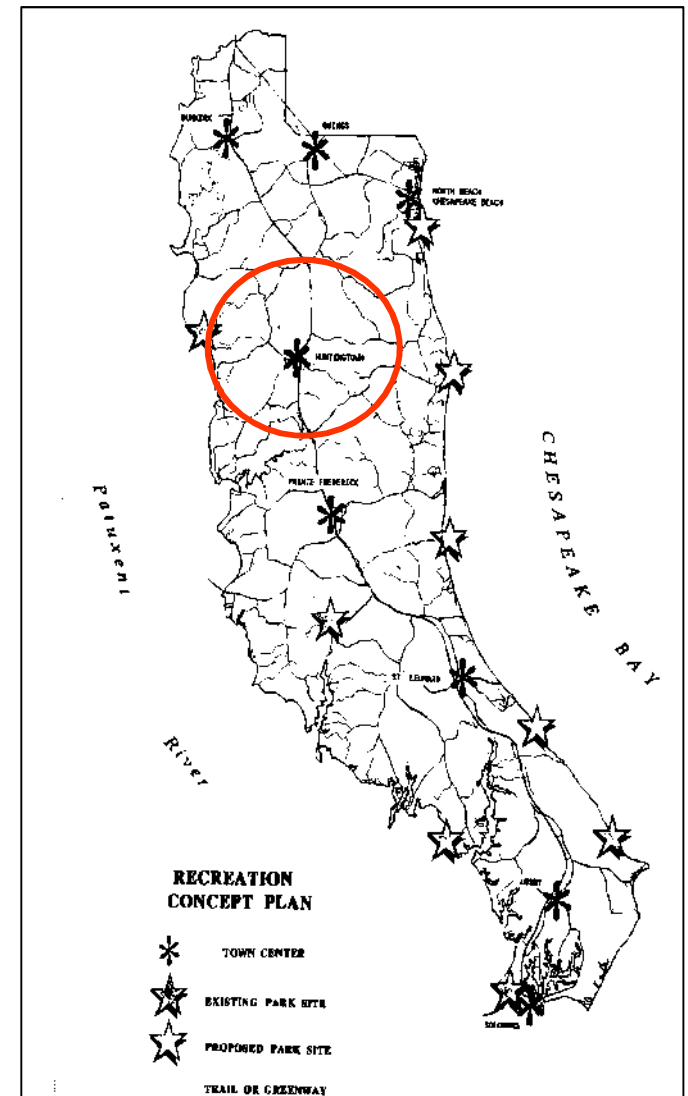 DUNKIRK
OWINGS
NORTH BEACH
CHESAPEAKE BEACH
HUNTINGTOWN
PRINCE FREDERICK
ST. LEONARD
LUSBY
SOLOMONS
CHESAPEAKE BAY
Patuxent
River
RECREATION
CONCEPT PLAN
TOWN CENTER
EXISTING PARK SITE
PROPOSED PARK SITE
TRAIL OR GREENWAY